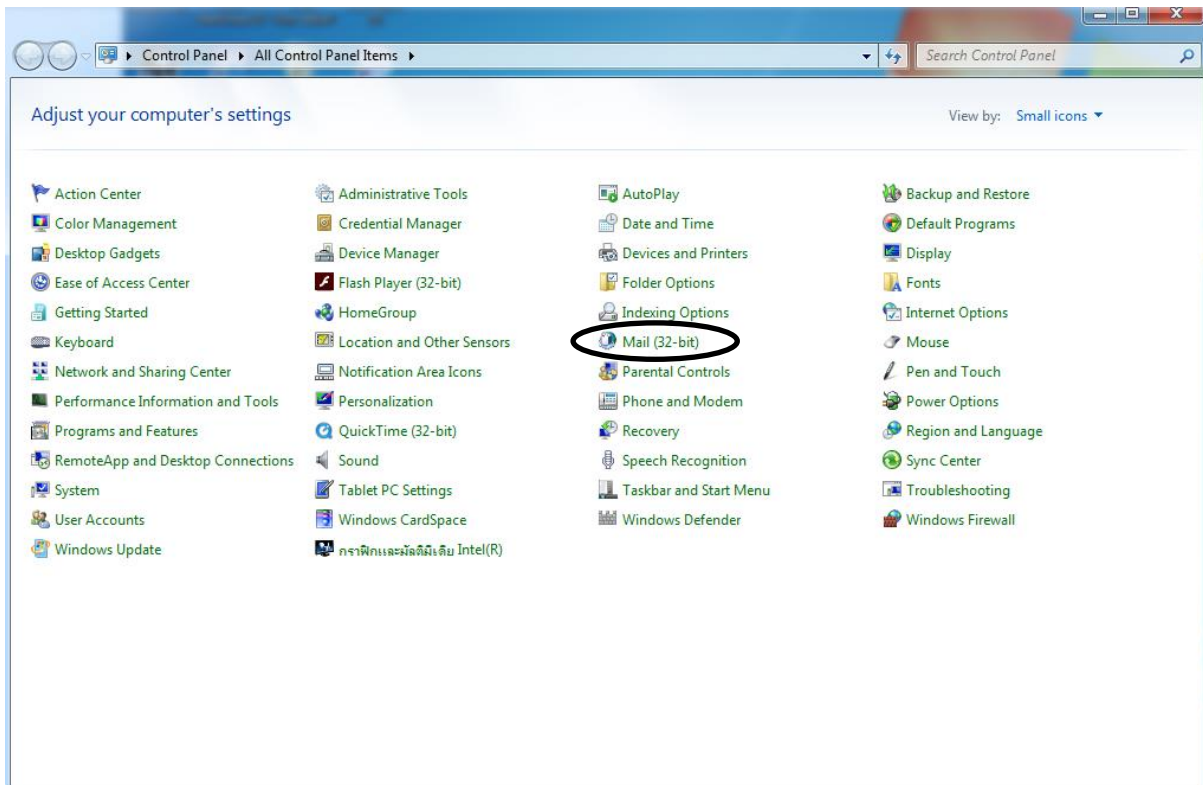 Control Panel ▸ All Control Panel Items ▸
Search Control Panel
Adjust your computer's settings
View by: Small icons
Action Center
Administrative Tools
AutoPlay
Backup and Restore
Color Management
Credential Manager
Date and Time
Default Programs
Desktop Gadgets
Device Manager
Devices and Printers
Display
Ease of Access Center
Flash Player (32-bit)
Folder Options
Fonts
Getting Started
HomeGroup
Indexing Options
Internet Options
Keyboard
Location and Other Sensors
Mail (32-bit)
Mouse
Network and Sharing Center
Notification Area Icons
Parental Controls
Pen and Touch
Performance Information and Tools
Personalization
Phone and Modem
Power Options
Programs and Features
QuickTime (32-bit)
Recovery
Region and Language
RemoteApp and Desktop Connections
Sound
Speech Recognition
Sync Center
System
Tablet PC Settings
Taskbar and Start Menu
Troubleshooting
User Accounts
Windows CardSpace
Windows Defender
Windows Firewall
Windows Update
กราฟิกและมัลติมีเดีย Intel(R)